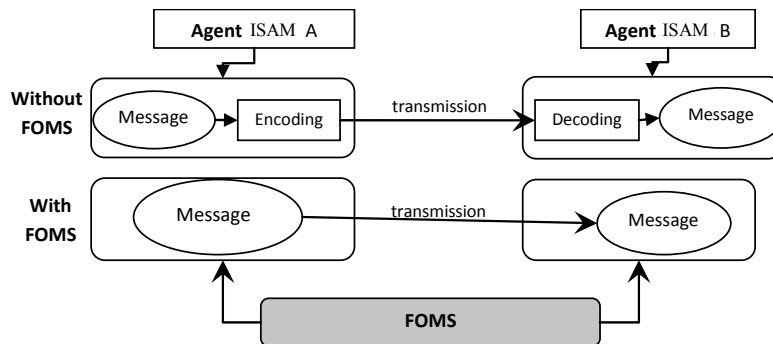 Agent ISAM A
Agent ISAM B
Without
FOMS
Message
Encoding
transmission
Decoding
Message
With
FOMS
Message
transmission
Message
FOMS